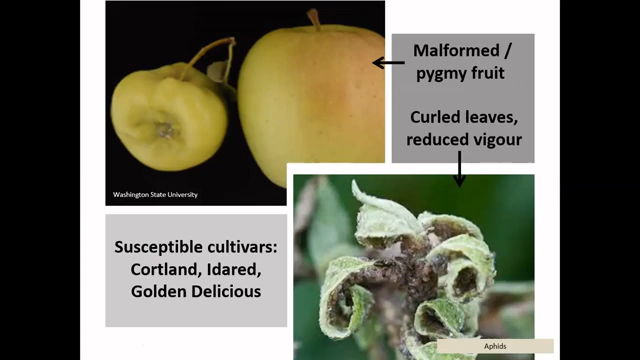 Malformed /
pygmy fruit
Curled leaves,
reduced vigour
Washington State University
Susceptible cultivars:
Cortland, Idared,
Golden Delicious
Aphids